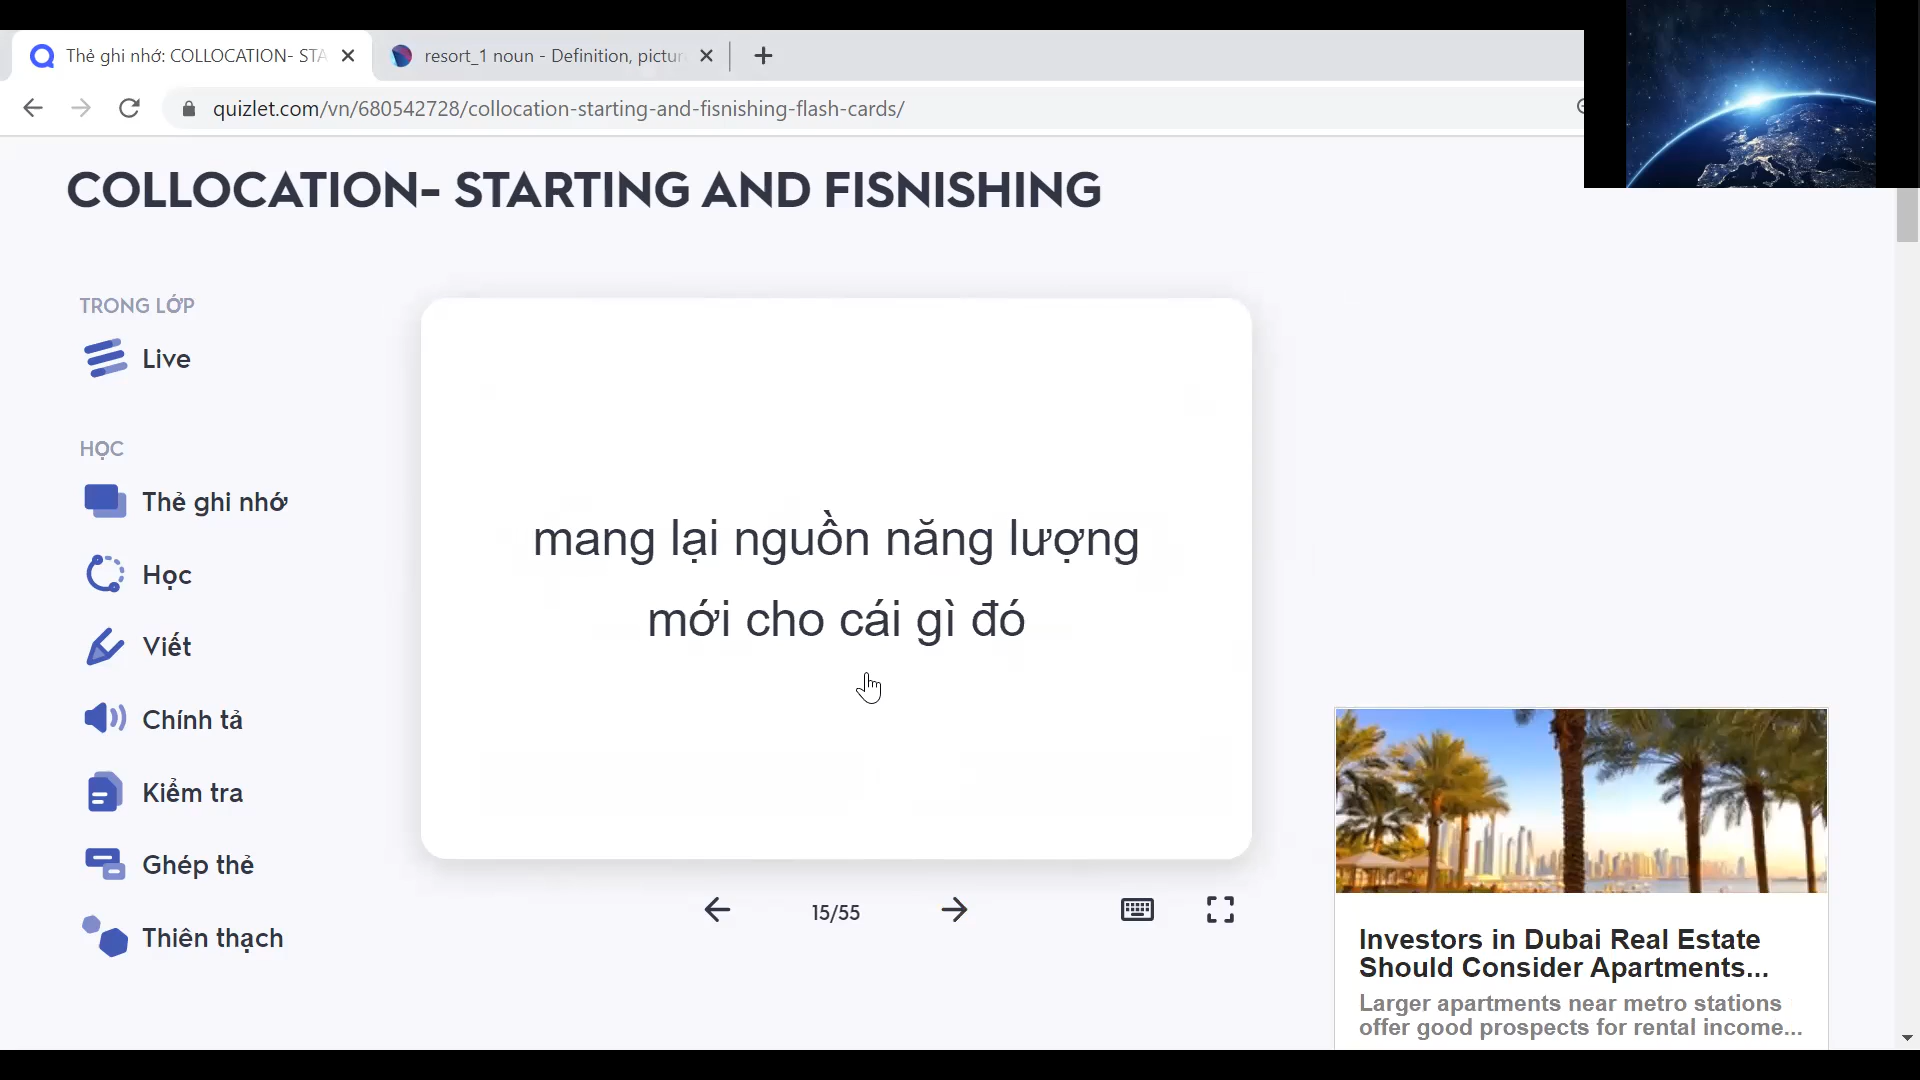 Thẻ ghi nhớ: COLLOCATION- STA
resort_1 noun - Definition, pictur
quizlet.com/vn/680542728/collocation-starting-and-fisnishing-flash-cards/
COLLOCATION- STARTING AND FISNISHING
TRONG LỚP
Live
HỌC
Thẻ ghi nhớ
Học
Viết
Chính tả
Kiểm tra
Ghép thẻ
Thiên thạch
mang lại nguồn năng lượng
mới cho cái gì đó
15/55
Investors in Dubai Real Estate
Should Consider Apartments...
Larger apartments near metro stations
offer good prospects for rental income...